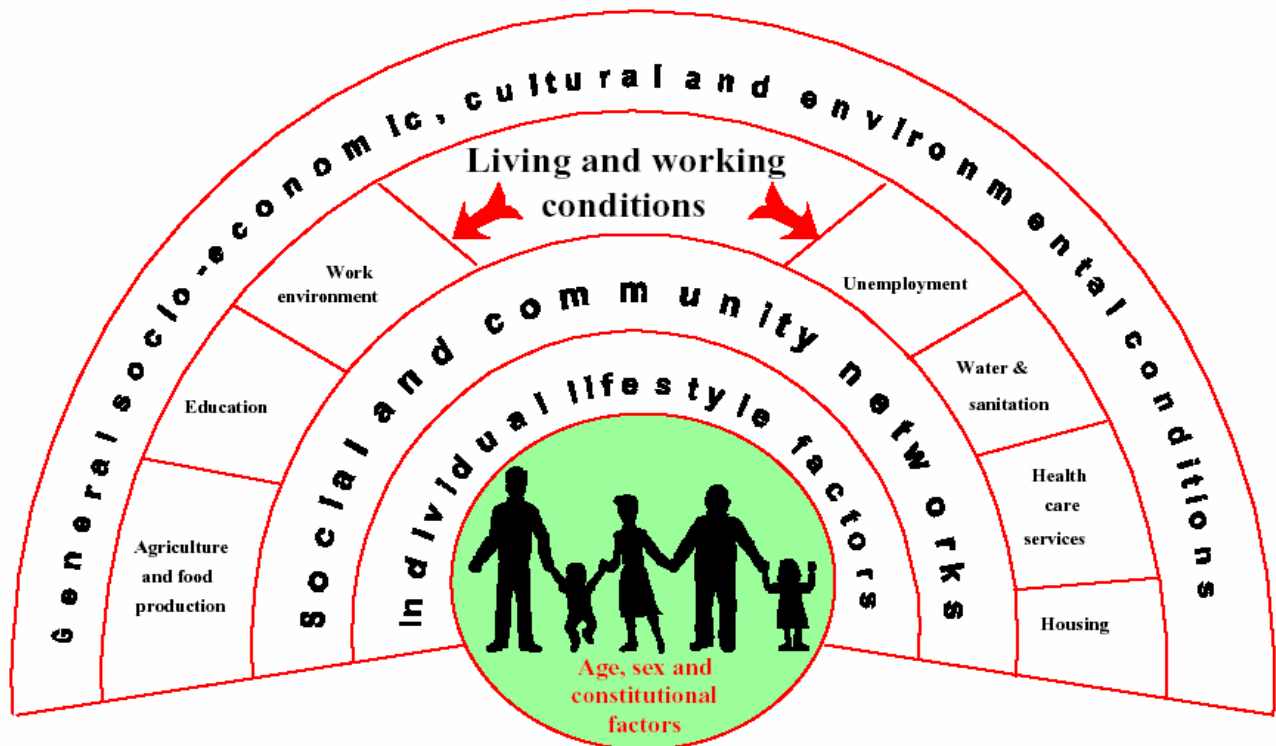 General socio-economic, cultural and environmental conditions
Living and working
conditions
Work
environment
Unemployment
Education
Water &
sanitation
Agriculture
and food
production
Health
care
services
Housing
Social and community networks
Individual lifestyle factors
Age, sex and
constitutional
factors